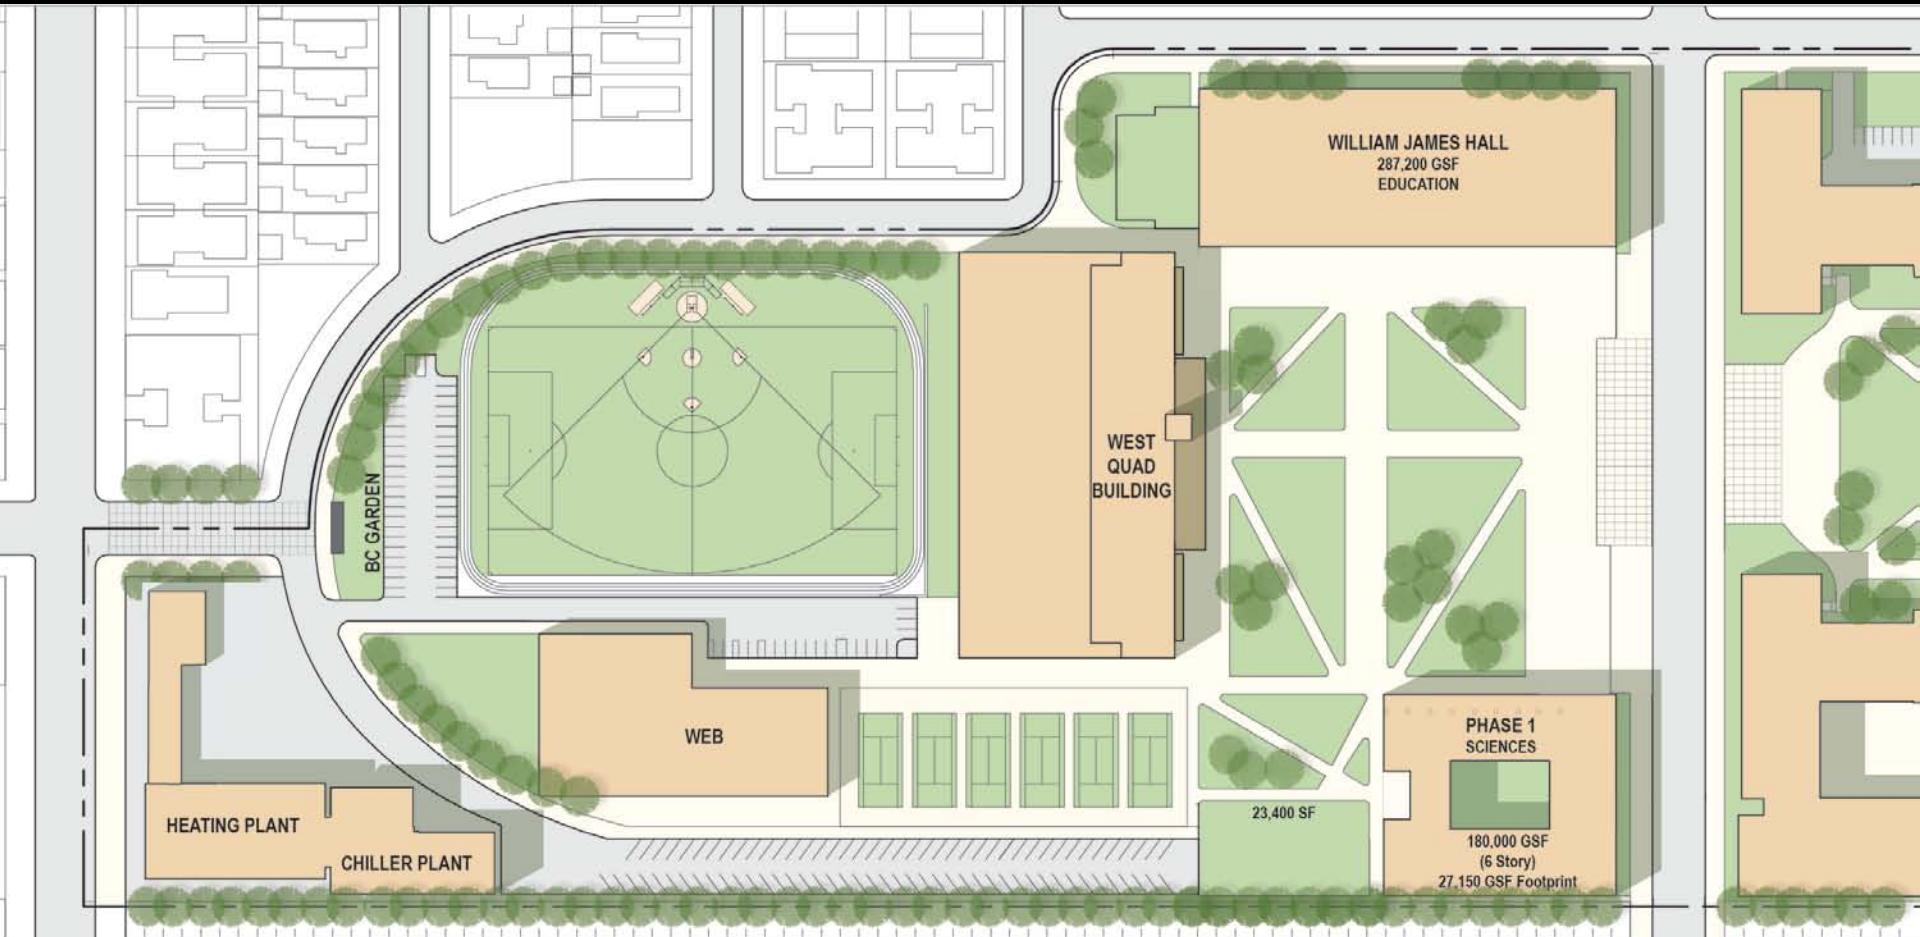 WILLIAM JAMES HALL
287,200 GSF
EDUCATION
WEST
QUAD
BUILDING
BC GARDEN
WEB
PHASE 1
SCIENCES
23,400 SF
180,000 GSF
(6 Story)
27,150 GSF Footprint
HEATING PLANT
CHILLER PLANT